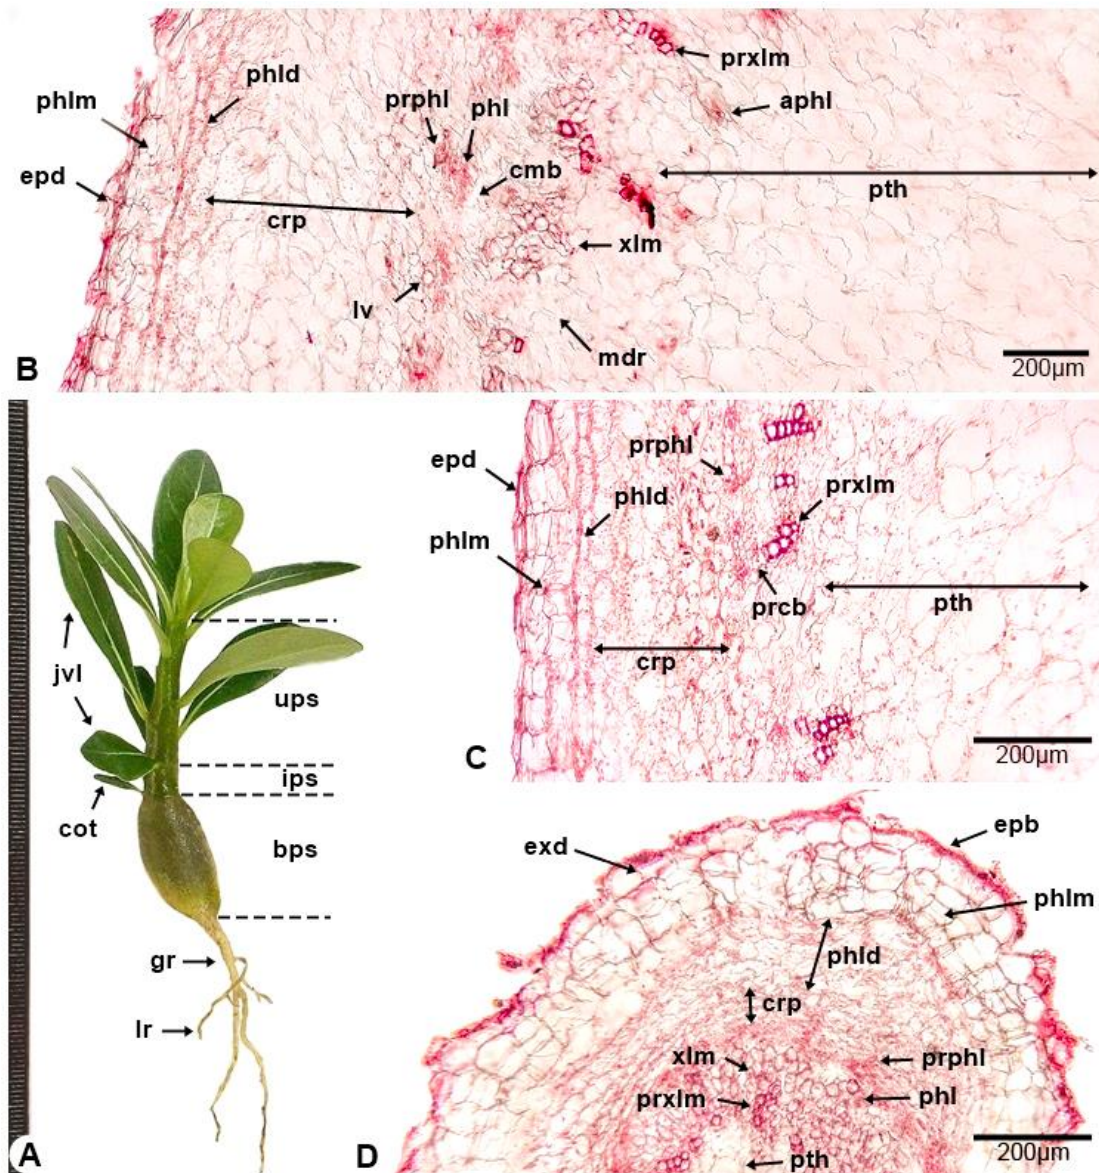 prxlm
phld
phlm
aphl
prphl
phl
epd
cmb
pth
crp
xlm
lv
mdr
B
200µm
epd
prphl
phld
prxlm
phlm
prcb
pth
crp
C
200µm
jvl
ups
ips
cot
bps
gr
lr
A
exd
epb
phlm
phld
crp
xlm
prphl
prxlm
phl
pth
D
200µm